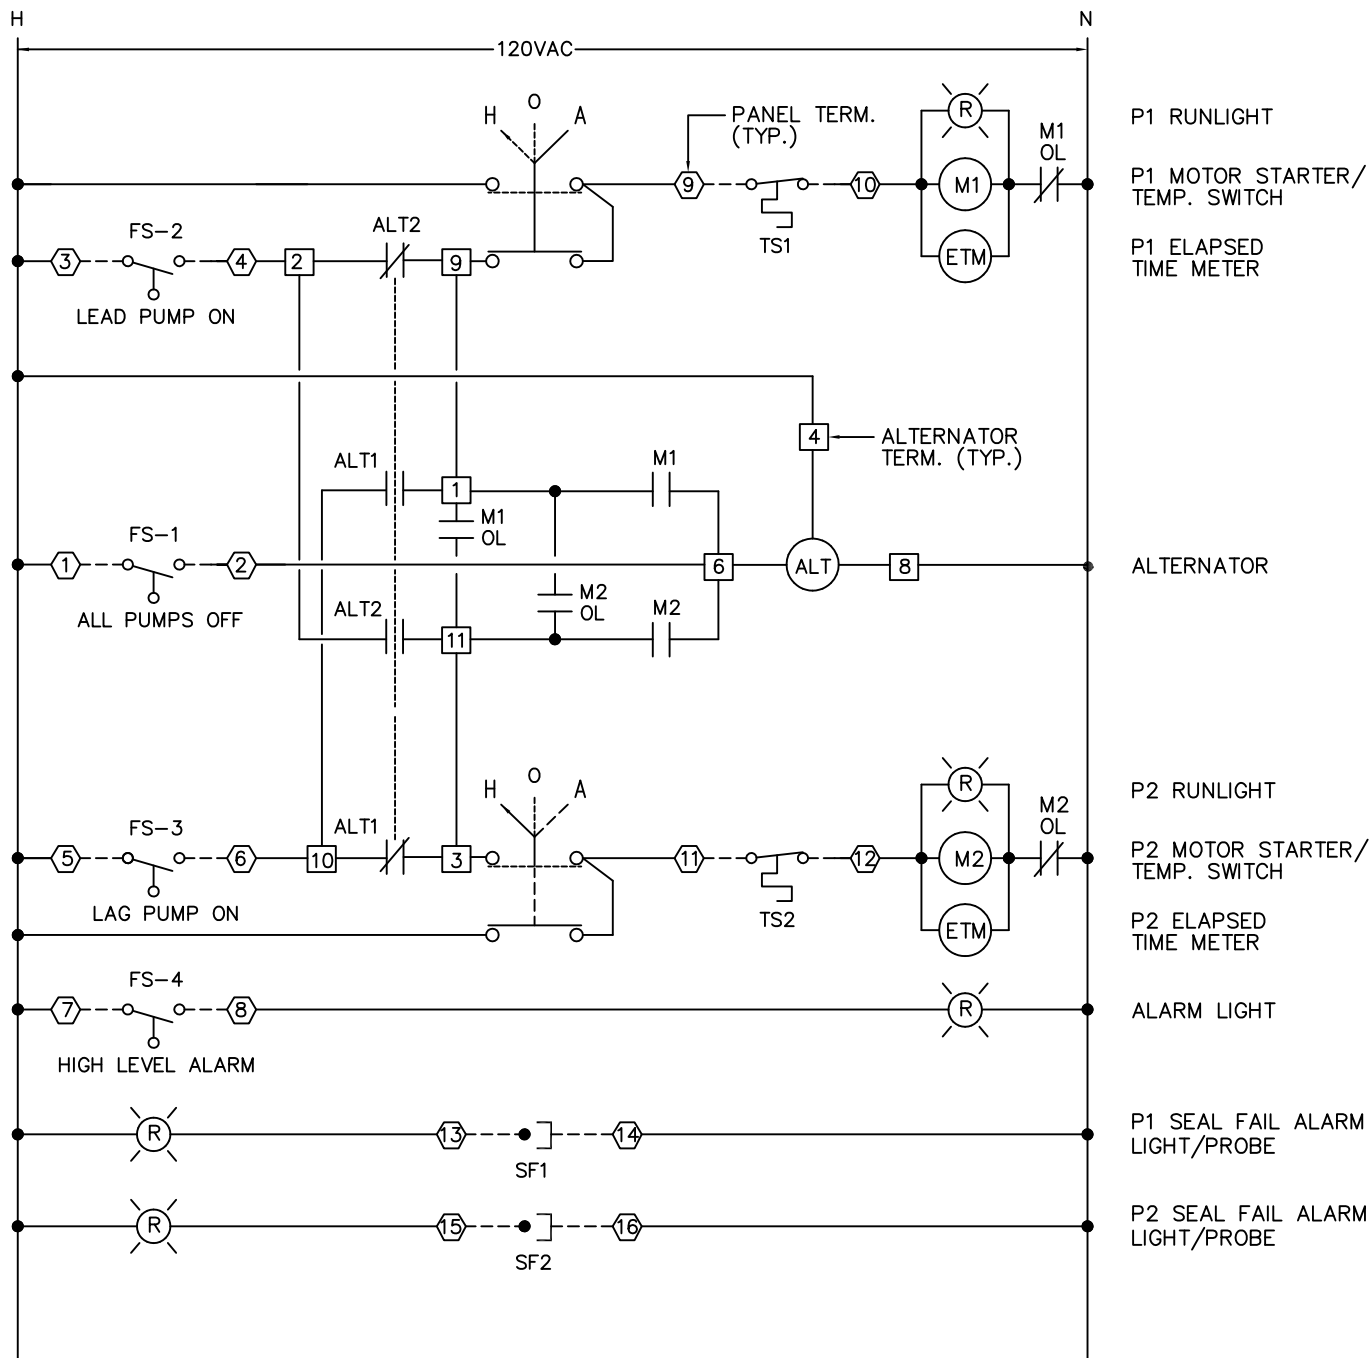 H
N
120VAC
H O A
PANEL TERM.
(TYP.)
R
P1 RUNLIGHT
M1
OL
9
TS1
10
M1
P1 MOTOR STARTER/
TEMP. SWITCH
FS-2
3
4
2
ALT2
9
ETM
P1 ELAPSED
TIME METER
LEAD PUMP ON
4
ALTERNATOR
TERM. (TYP.)
ALT1
1
M1
M1
OL
FS-1
1
2
6
ALT
8
ALTERNATOR
ALL PUMPS OFF
ALT2
M2
OL
M2
11
H O A
R
P2 RUNLIGHT
M2
OL
FS-3
5
6
10
ALT1
3
11
TS2
12
M2
P2 MOTOR STARTER/
TEMP. SWITCH
LAG PUMP ON
ETM
P2 ELAPSED
TIME METER
FS-4
7
8
R
ALARM LIGHT
HIGH LEVEL ALARM
R
13
14
SF1
P1 SEAL FAIL ALARM
LIGHT/PROBE
R
15
16
SF2
P2 SEAL FAIL ALARM
LIGHT/PROBE